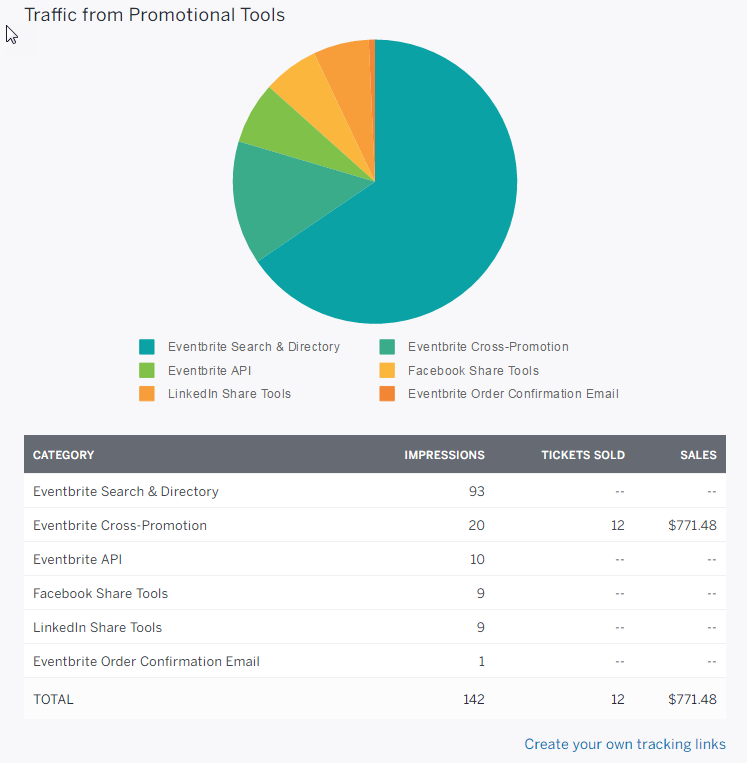 Traffic from Promotional Tools
Eventbrite Search & Directory Eventbrite Cross-Promotion
Eventbrite API Facebook Share Tools
LinkedIn Share Tools Eventbrite Order Confirmation Email
CATEGORY IMPRESSIONS TICKETS SOLD SALES
Eventbrite Search & Directory 93 -- --
Eventbrite Cross-Promotion 20 12 $771.48
Eventbrite API 10 -- --
Facebook Share Tools 9 -- --
LinkedIn Share Tools 9 -- --
Eventbrite Order Confirmation Email 1 -- --
TOTAL 142 12 $771.48
Create your own tracking links